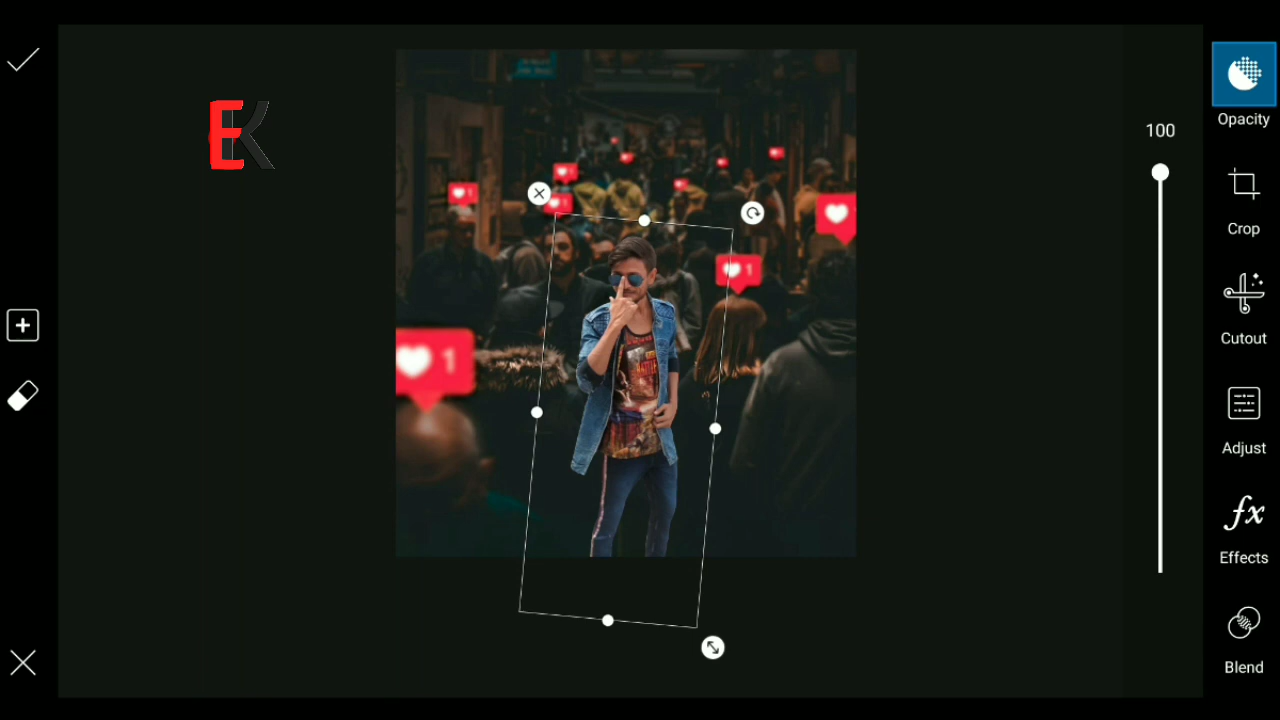 EK
100
Opacity
Crop
Cutout
Adjust
fx
Effects
Blend
1
1
1
1
1